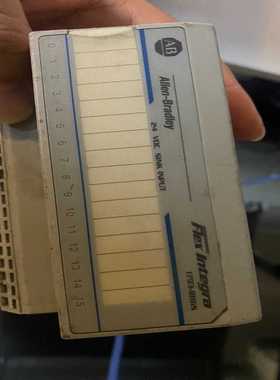 AB
Allen-Bradley
24 VDC SINK INPUT
Flex Integra
0 1 2 3 4 5 6 7 8 9 10 11 12 13 14 15